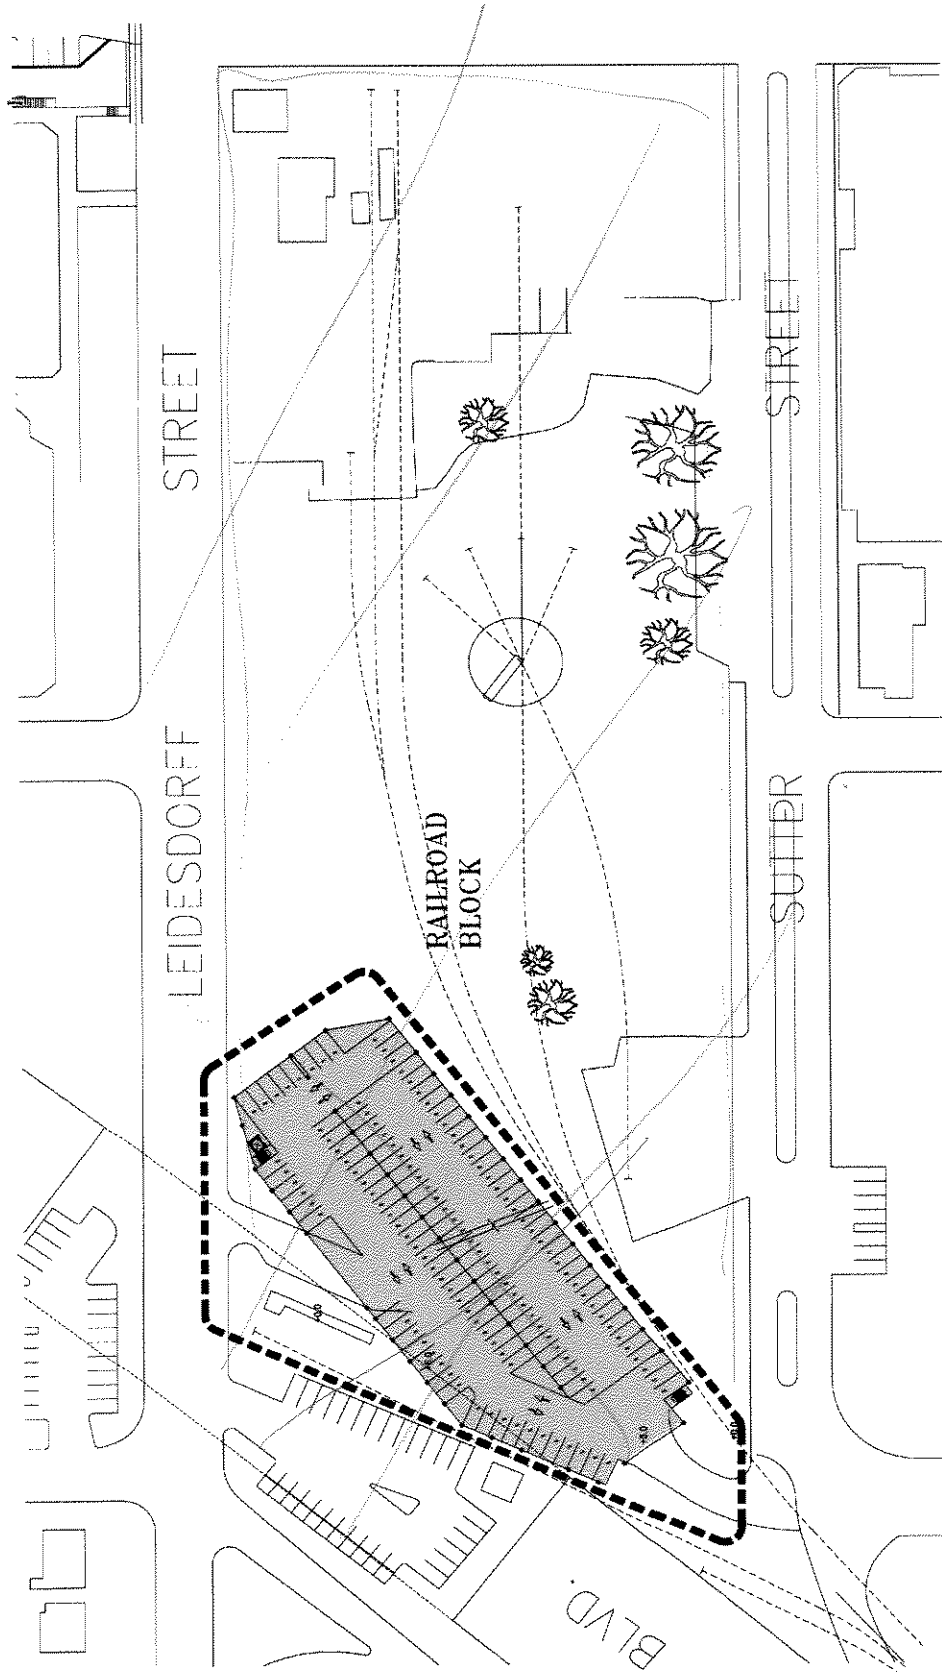 STREET
LEIDESDORFF
STREET
SUTTER
RAILROAD
BLOCK
BLVD.